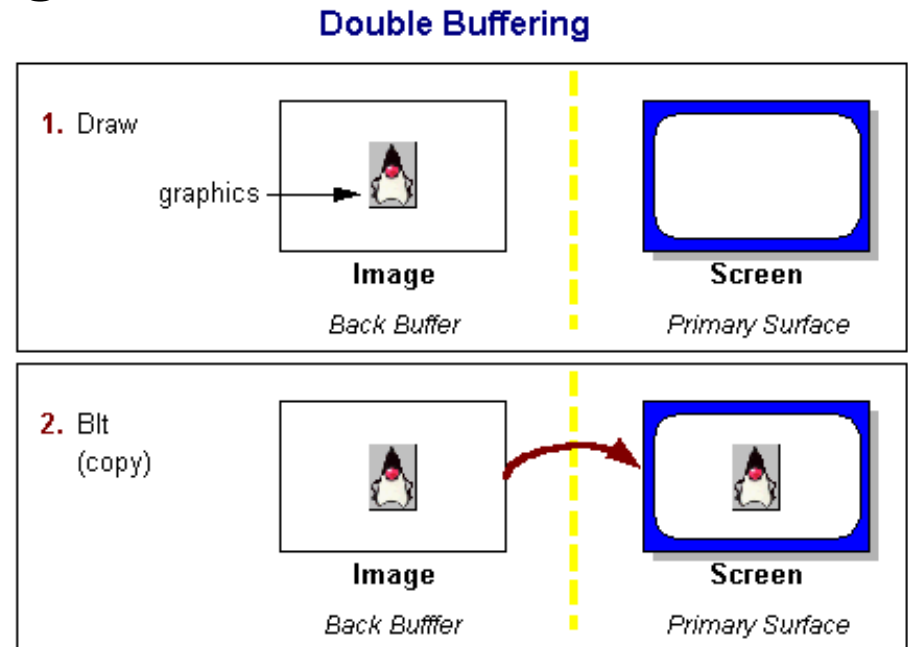 Double Buffering
1. Draw
graphics
Image
Screen
Back Buffer
Primary Surface
2. Blt
(copy)
Image
Screen
Back Bufffer
Primary Surface